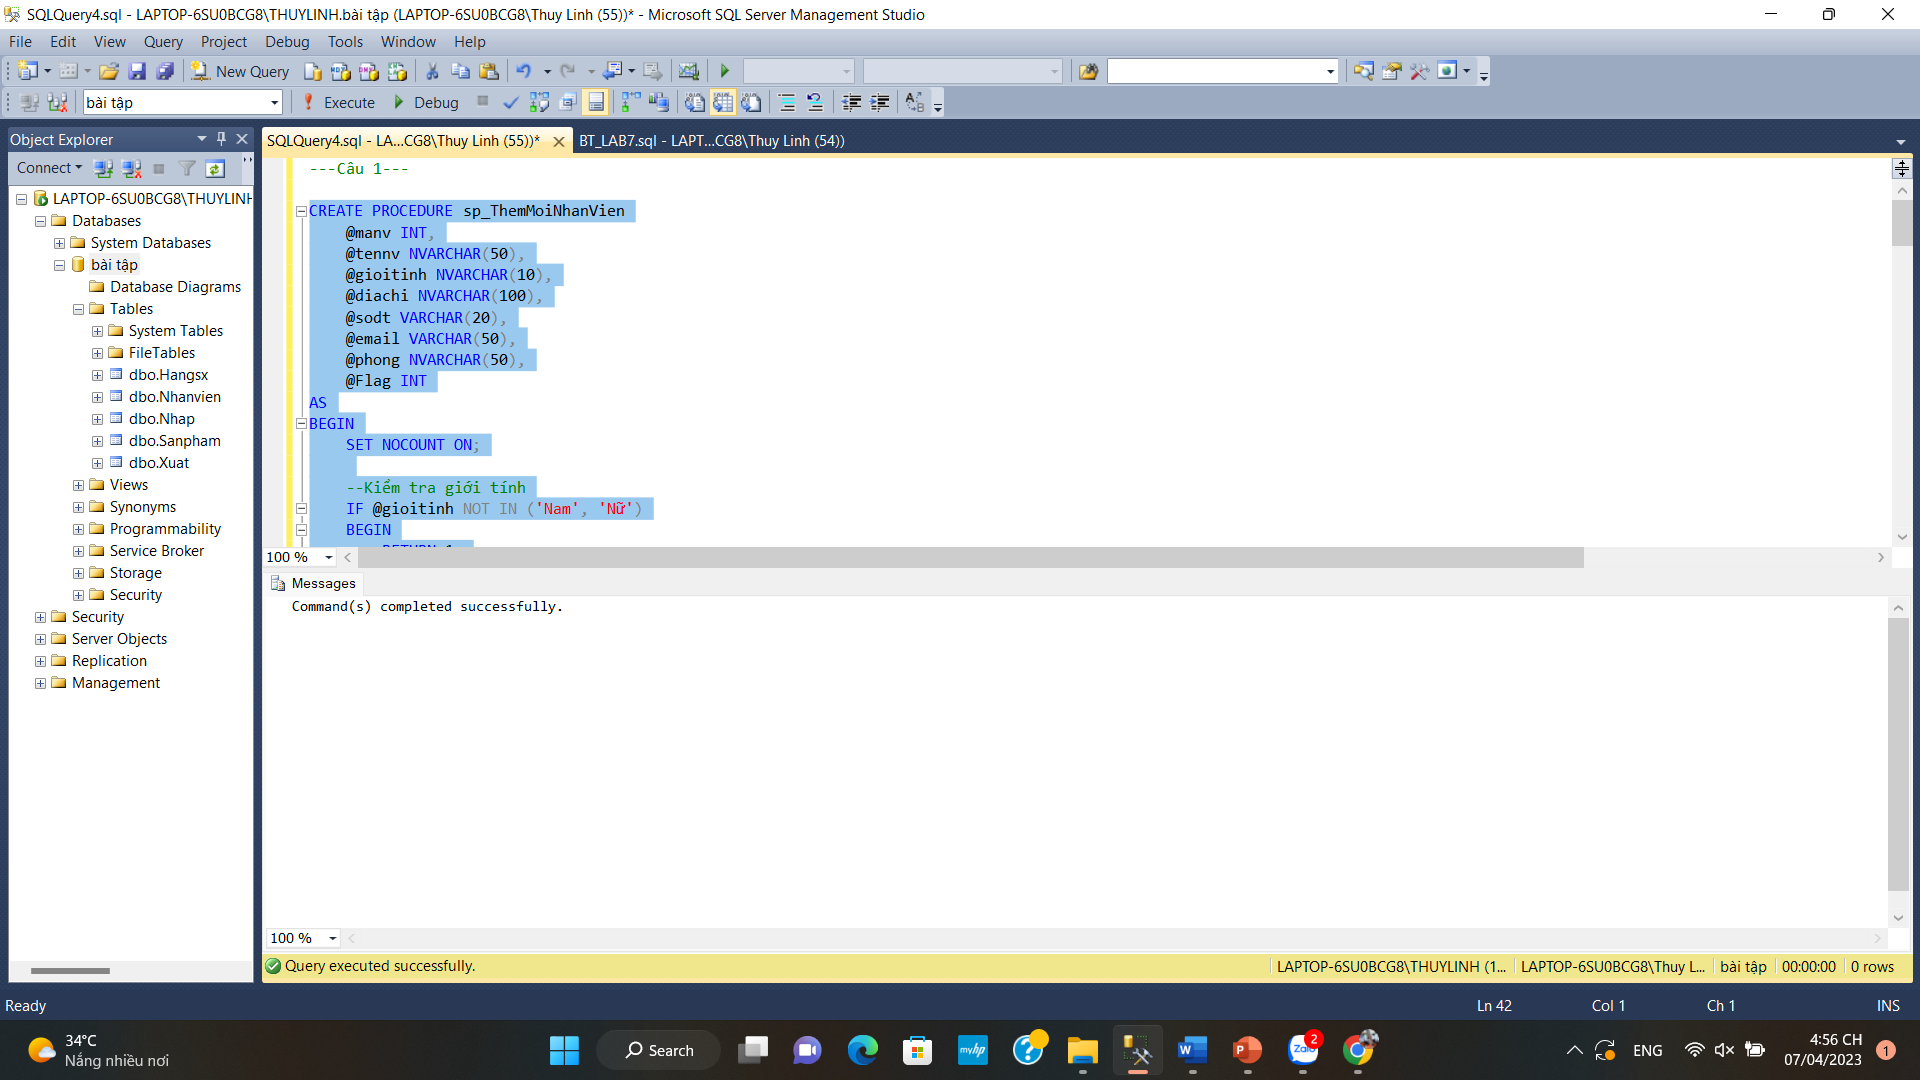 SQLQuery4.sql - LAPTOP-6SU0BCG8\THUYLINH.bài tập (LAPTOP-6SU0BCG8\Thuy Linh (55))* - Microsoft SQL Server Management Studio
File Edit View Query Project Debug Tools Window Help
New Query
bài tập
Execute
Debug
Object Explorer
Connect
LAPTOP-6SU0BCG8\THUYLINH
Databases
System Databases
bài tập
Database Diagrams
Tables
System Tables
FileTables
dbo.Hangsx
dbo.Nhanvien
dbo.Nhap
dbo.Sanpham
dbo.Xuat
Views
Synonyms
Programmability
Service Broker
Storage
Security
Security
Server Objects
Replication
Management
SQLQuery4.sql - LA...CG8\Thuy Linh (55))*
BT_LAB7.sql - LAPT...CG8\Thuy Linh (54))
---Câu 1---
CREATE PROCEDURE sp_ThemMoiNhanVien
@manv INT,
@tennv NVARCHAR(50),
@gioitinh NVARCHAR(10),
@diachi NVARCHAR(100),
@sodt VARCHAR(20),
@email VARCHAR(50),
@phong NVARCHAR(50),
@Flag INT
AS
BEGIN
SET NOCOUNT ON;
--Kiểm tra giới tính
IF @gioitinh NOT IN ('Nam', 'Nữ')
BEGIN
100 %
Messages
Command(s) completed successfully.
100 %
Query executed successfully.
LAPTOP-6SU0BCG8\THUYLINH (1...
LAPTOP-6SU0BCG8\Thuy L...
bài tập
00:00:00
0 rows
Ready
Ln 42
Col 1
Ch 1
INS
34°C
Nắng nhiều nơi
Search
myhp
Zalo
2
ENG
4:56 CH
07/04/2023
1